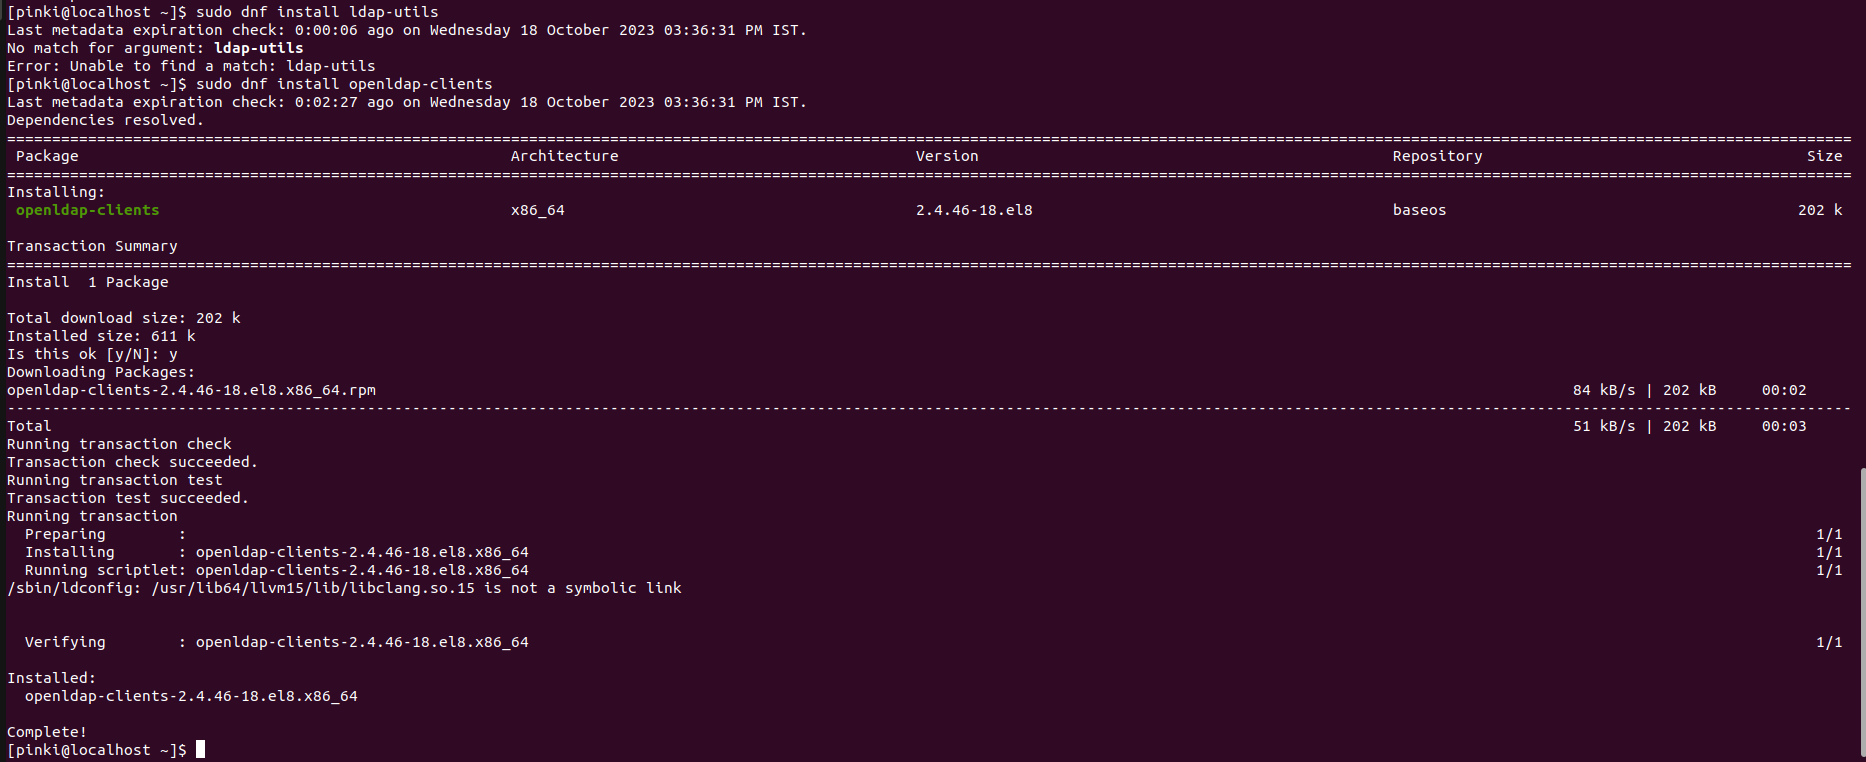 [pinki@localhost ~]$ sudo dnf install ldap-utils
Last metadata expiration check: 0:00:06 ago on Wednesday 18 October 2023 03:36:31 PM IST.
No match for argument: ldap-utils
Error: Unable to find a match: ldap-utils
[pinki@localhost ~]$ sudo dnf install openldap-clients
Last metadata expiration check: 0:02:27 ago on Wednesday 18 October 2023 03:36:31 PM IST.
Dependencies resolved.
Package Architecture Version Repository Size
Installing:
openldap-clients x86_64 2.4.46-18.el8 baseos 202 k
Transaction Summary
Install  1 Package
Total download size: 202 k
Installed size: 611 k
Is this ok [y/N]: y
Downloading Packages:
openldap-clients-2.4.46-18.el8.x86_64.rpm 84 kB/s | 202 kB 00:02
Total 51 kB/s | 202 kB 00:03
Running transaction check
Transaction check succeeded.
Running transaction test
Transaction test succeeded.
Running transaction
Preparing : 1/1
Installing : openldap-clients-2.4.46-18.el8.x86_64 1/1
Running scriptlet: openldap-clients-2.4.46-18.el8.x86_64 1/1
/sbin/ldconfig: /usr/lib64/llvm15/lib/libclang.so.15 is not a symbolic link
Verifying : openldap-clients-2.4.46-18.el8.x86_64 1/1
Installed:
openldap-clients-2.4.46-18.el8.x86_64
Complete!
[pinki@localhost ~]$